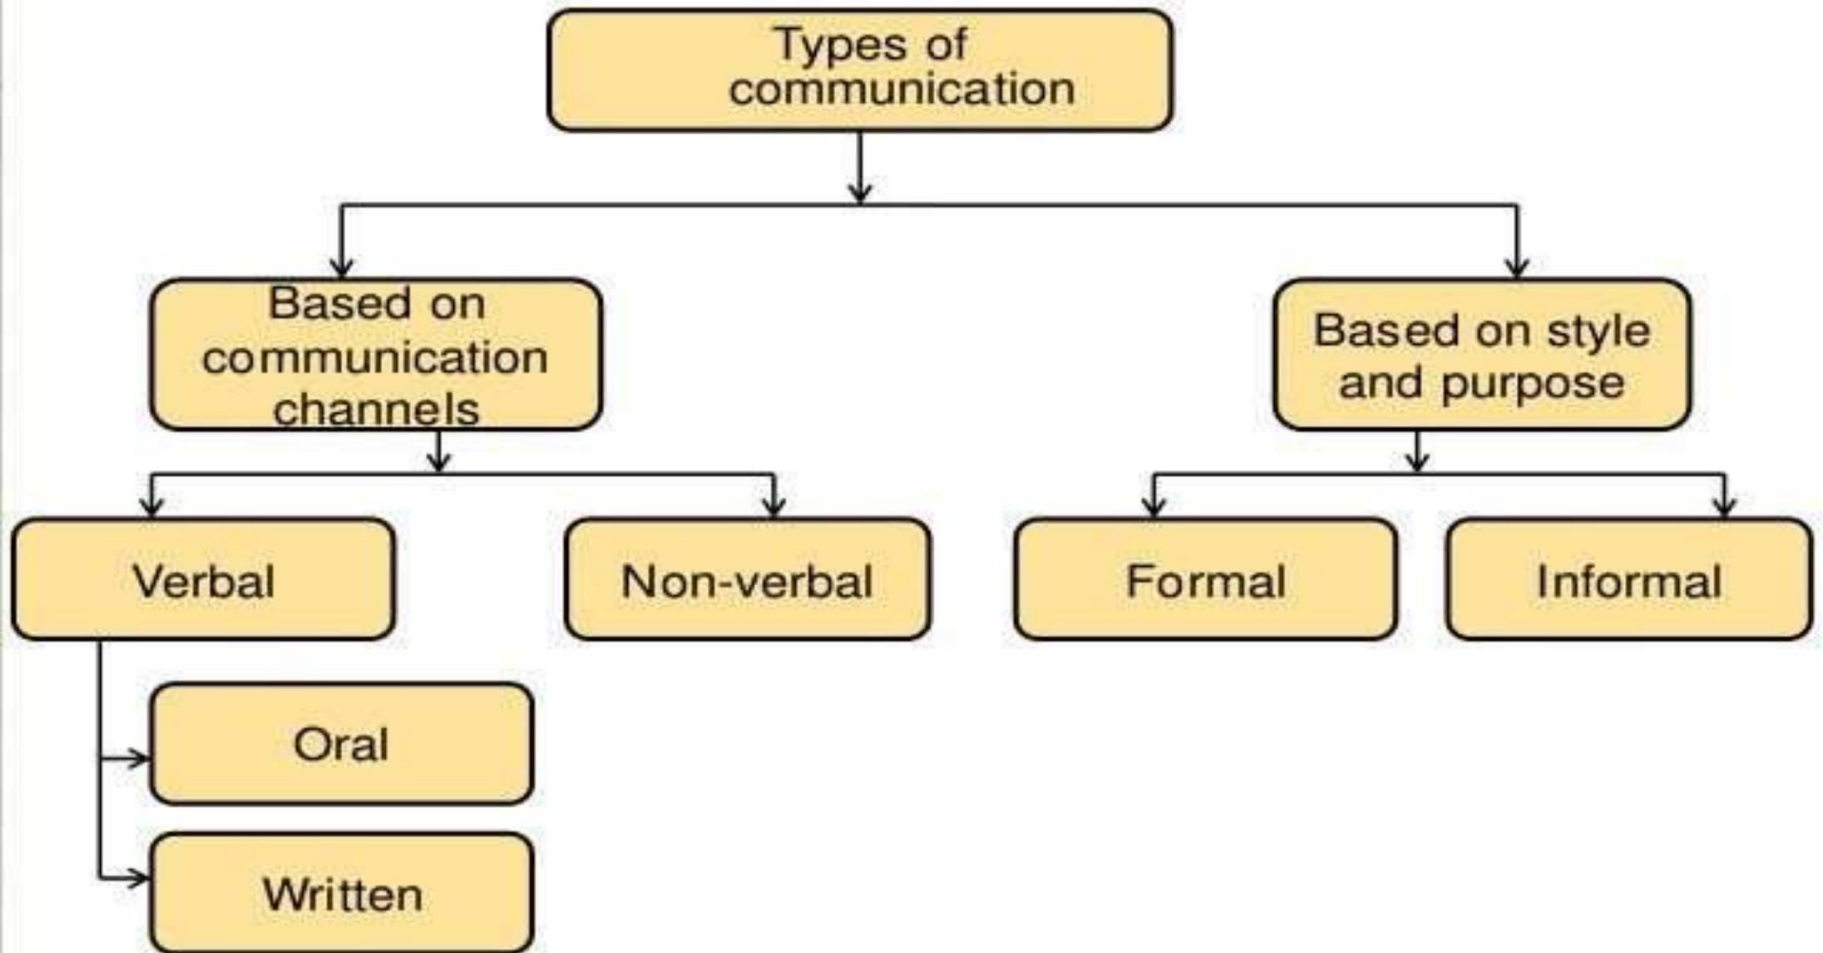 Types of
communication
Based on
communication
channels
Based on style
and purpose
Verbal
Non-verbal
Formal
Informal
Oral
Written